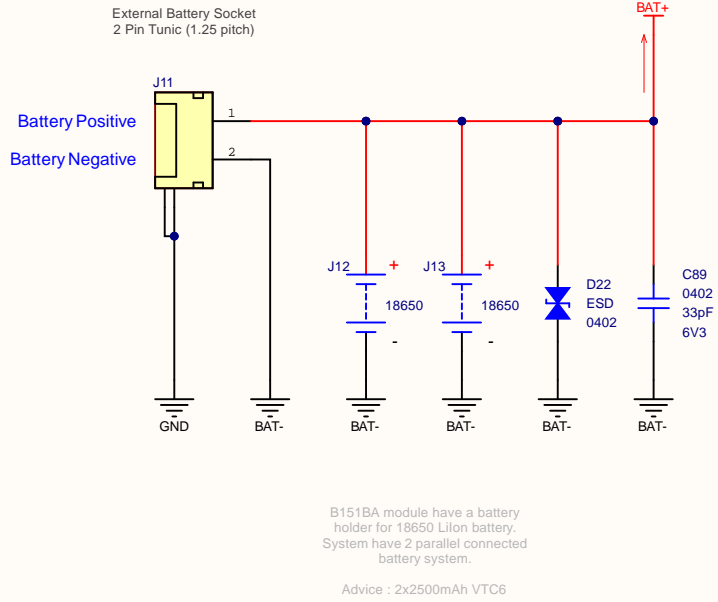 External Battery Socket
2 Pin Tunic (1.25 pitch)
BAT+
J11
Battery Positive
1
Battery Negative
2
J12
+
18650
-
J13
+
18650
-
D22
ESD
0402
C89
0402
33pF
6V3
GND
BAT-
BAT-
BAT-
BAT-
BAT-
B151BA module have a battery
holder for 18650 LiIon battery.
System have 2 parallel connected
battery system.
Advice : 2x2500mAh VTC6